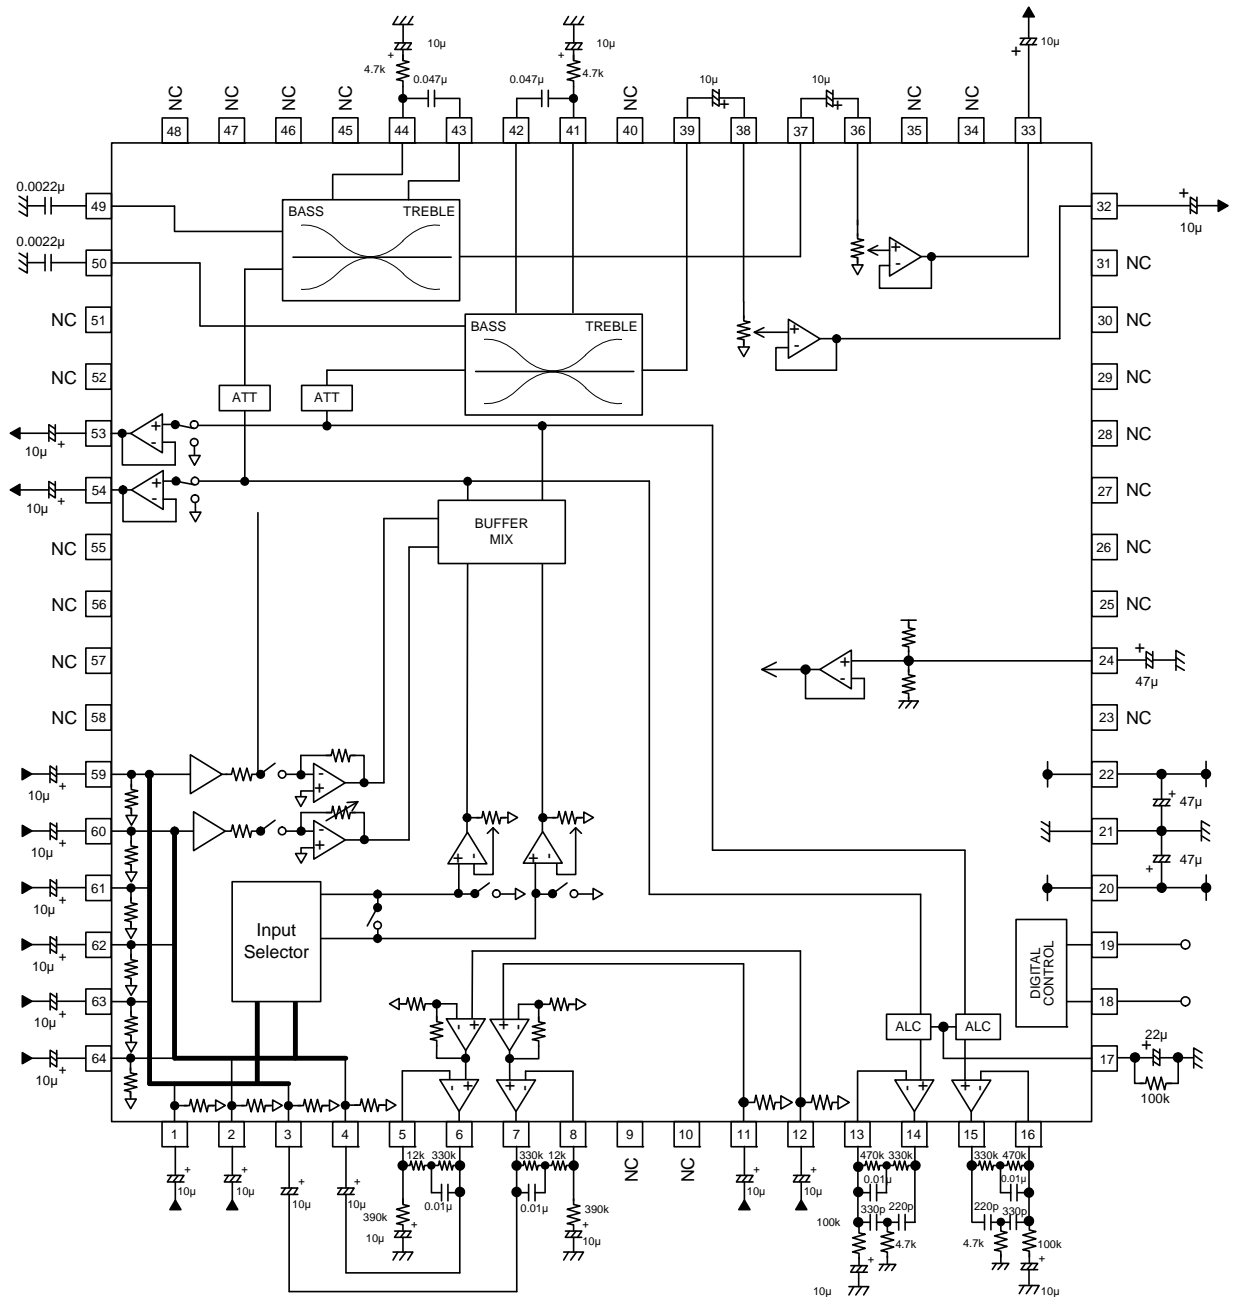 10µ
+
4.7k
0.047µ
10µ
+
0.047µ
4.7k
10µ
+
10µ
+
10µ
+
NC NC NC NC NC NC NC
48 47 46 45 44 43 42 41 40 39 38 37 36 35 34 33
0.0022µ
49
BASS TREBLE
+ -
32
+
10µ
0.0022µ
50
31 NC
NC 51
BASS TREBLE
+ -
30 NC
NC 52
ATT ATT
29 NC
53
10µ +
+ -
28 NC
54
10µ +
+ -
27 NC
BUFFER
MIX
NC 55
26 NC
NC 56
25 NC
NC 57
+ -
24
+
47µ
NC 58
23 NC
59
10µ +
- +
22
+ 47µ
60
10µ +
- +
+ - + -
21
47µ
+
61
10µ +
20
Input
Selector
62
10µ +
DIGITAL
CONTROL
19
63
10µ +
18
- + + -
ALC ALC
64
10µ +
17
+ 22µ
100k
- + + -
- + + -
1 2 3 4 5 6 7 8 9 10 11 12 13 14 15 16
12k 330k 330k 12k
NC NC
470k 330k 330k 470k
+ 10µ
+ 10µ
+ 10µ
+ 10µ
0.01µ 0.01µ
+ 10µ
+ 10µ
0.01µ 0.01µ
390k 390k
330p 220p 220p 330p
100k 4.7k 4.7k 100k
10µ + + 10µ
+ 10µ
+ 10µ